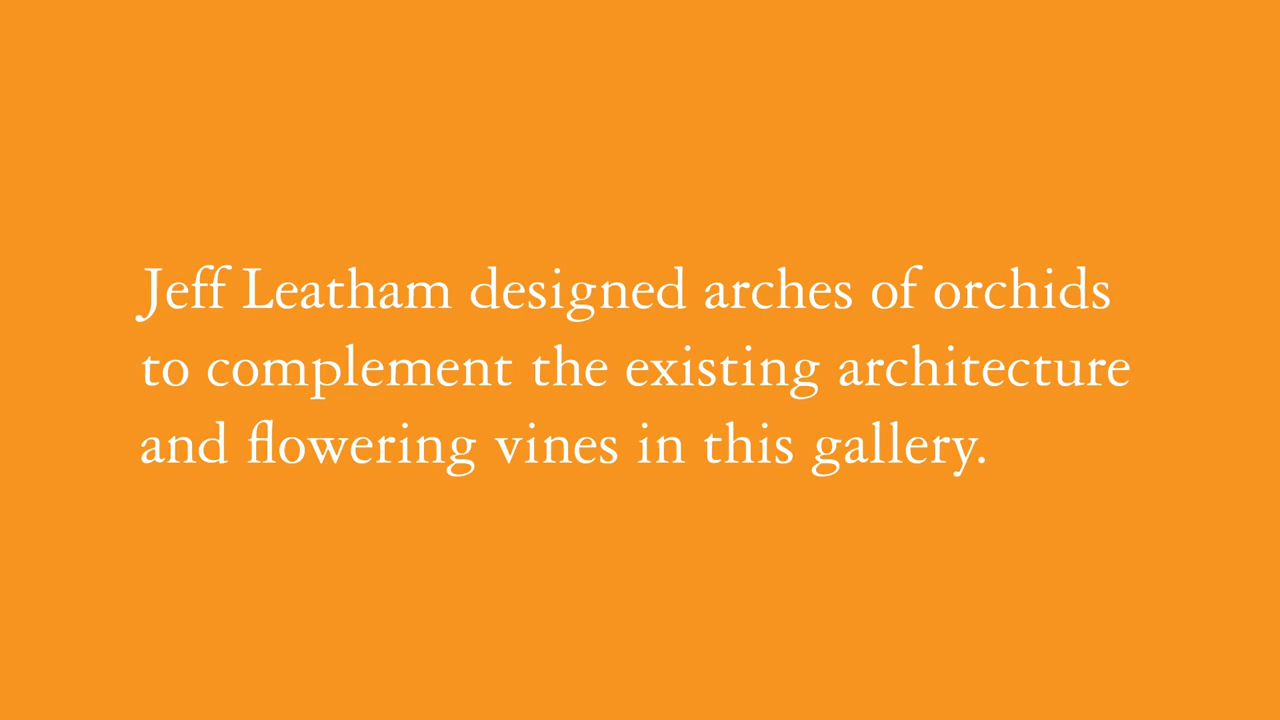 Jeff Leatham designed arches of orchids
to complement the existing architecture
and flowering vines in this gallery.